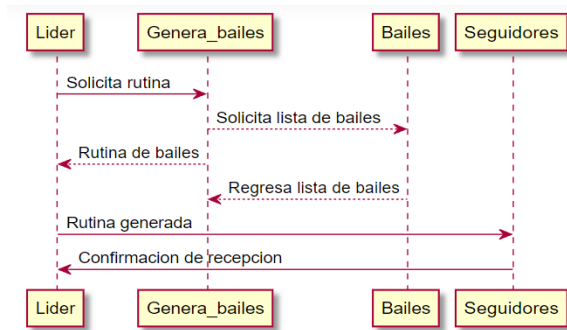 Lider
Genera_bailes
Bailes
Seguidores
Solicita rutina
Solicita lista de bailes
Rutina de bailes
Regresa lista de bailes
Rutina generada
Confirmacion de recepcion
Lider
Genera_bailes
Bailes
Seguidores